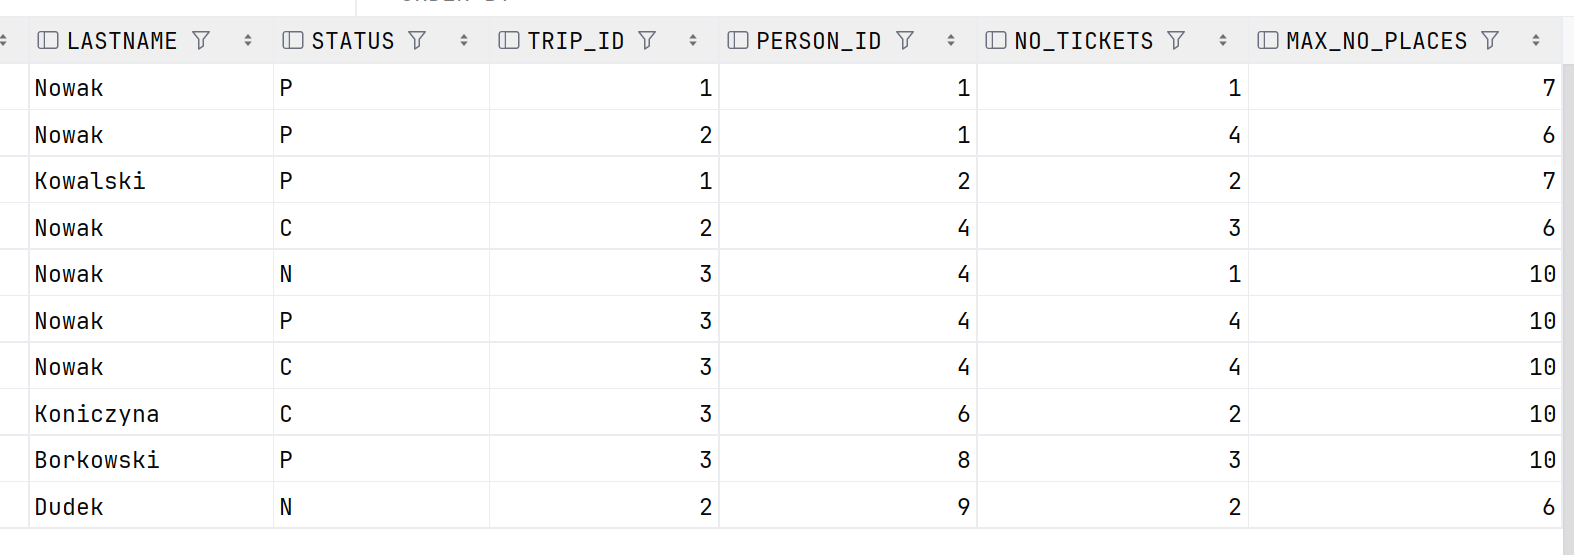 LASTNAME STATUS TRIP_ID PERSON_ID NO_TICKETS MAX_NO_PLACES
Nowak P 1 1 1 7
Nowak P 2 1 4 6
Kowalski P 1 2 2 7
Nowak C 2 4 3 6
Nowak N 3 4 1 10
Nowak P 3 4 4 10
Nowak C 3 4 4 10
Koniczyna C 3 6 2 10
Borkowski P 3 8 3 10
Dudek N 2 9 2 6